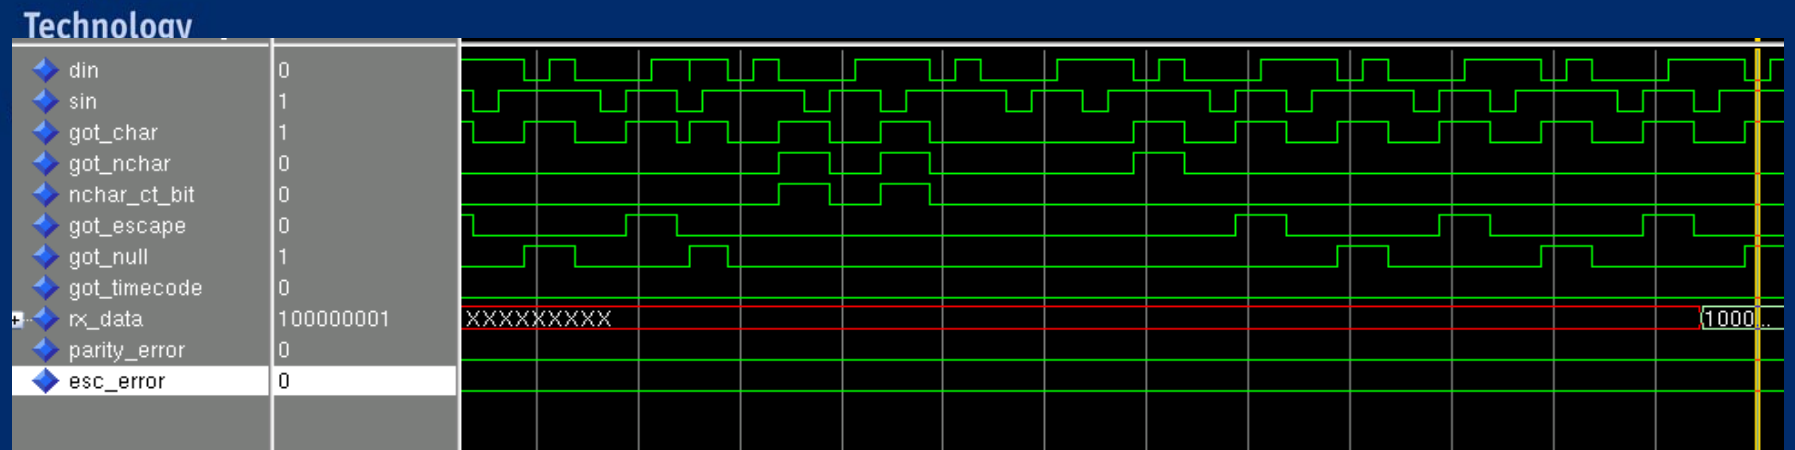 Technology
din 0
sin 1
got_char 1
got_nchar 0
nchar_ct_bit 0
got_escape 0
got_null 1
got_timecode 0
rx_data 100000001 XXXXXXXXX 1000...
parity_error 0
esc_error 0